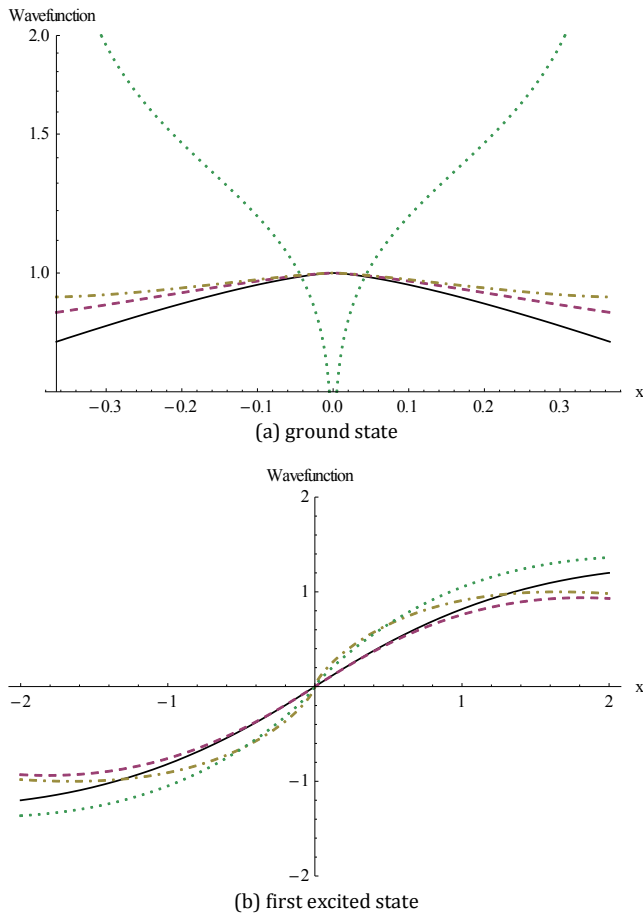 Wavefunction
2.0
1.5
1.0
−0.3 −0.2 −0.1 0.0 0.1 0.2 0.3 x
(a) ground state
Wavefunction
2
1
−2 −1 1 2 x
−1
−2
(b) first excited state